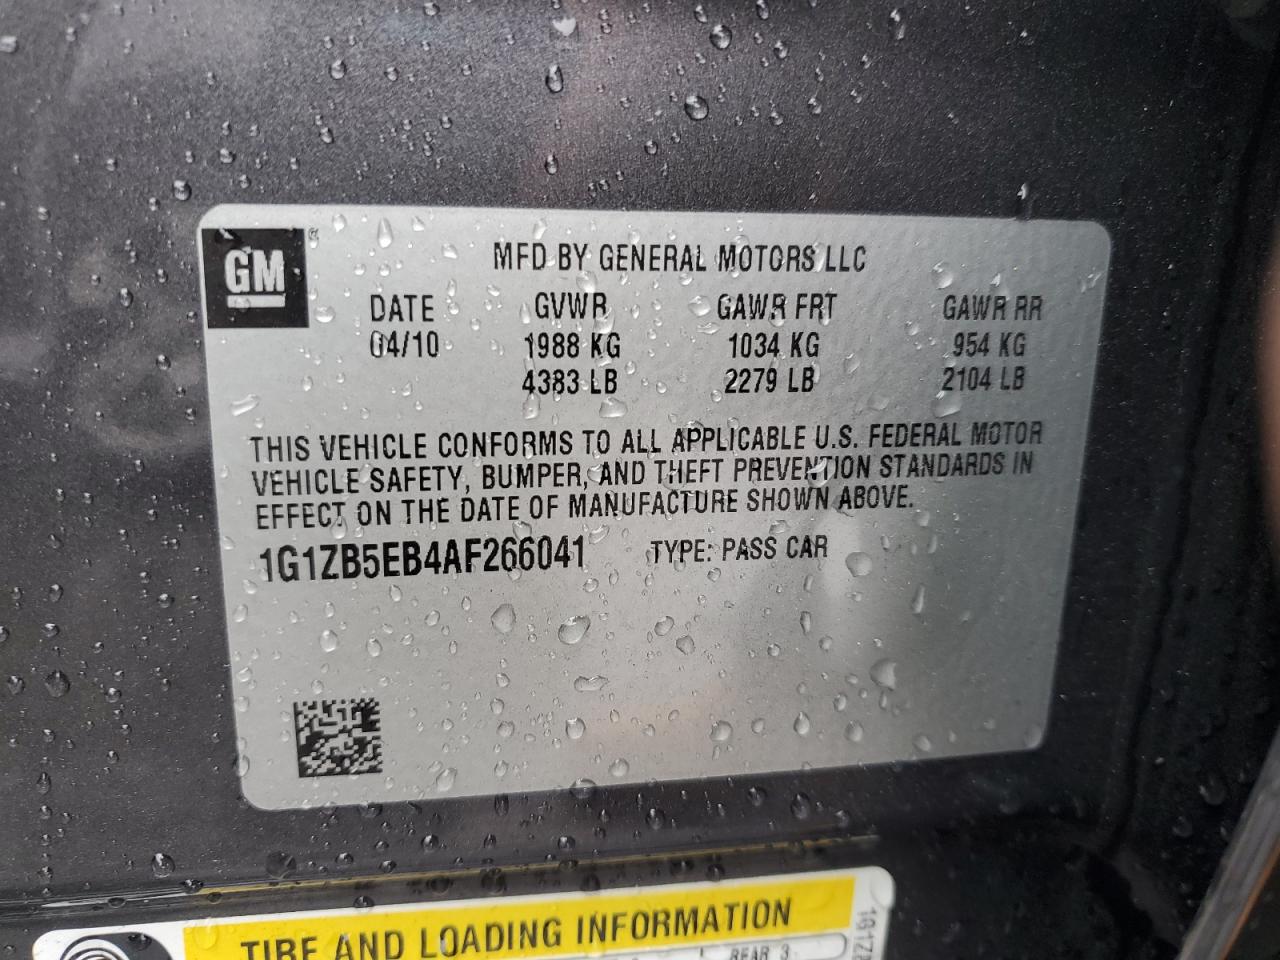 GM ®
MFD BY GENERAL MOTORS LLC
DATE GVWR GAWR FRT GAWR RR
04/10 1988 KG 1034 KG 954 KG
4383 LB 2279 LB 2104 LB
THIS VEHICLE CONFORMS TO ALL APPLICABLE U.S. FEDERAL MOTOR
VEHICLE SAFETY, BUMPER, AND THEFT PREVENTION STANDARDS IN
EFFECT ON THE DATE OF MANUFACTURE SHOWN ABOVE.
1G1ZB5EB4AF266041 TYPE: PASS CAR
TIRE AND LOADING INFORMATION
REAR 3
1G1ZB